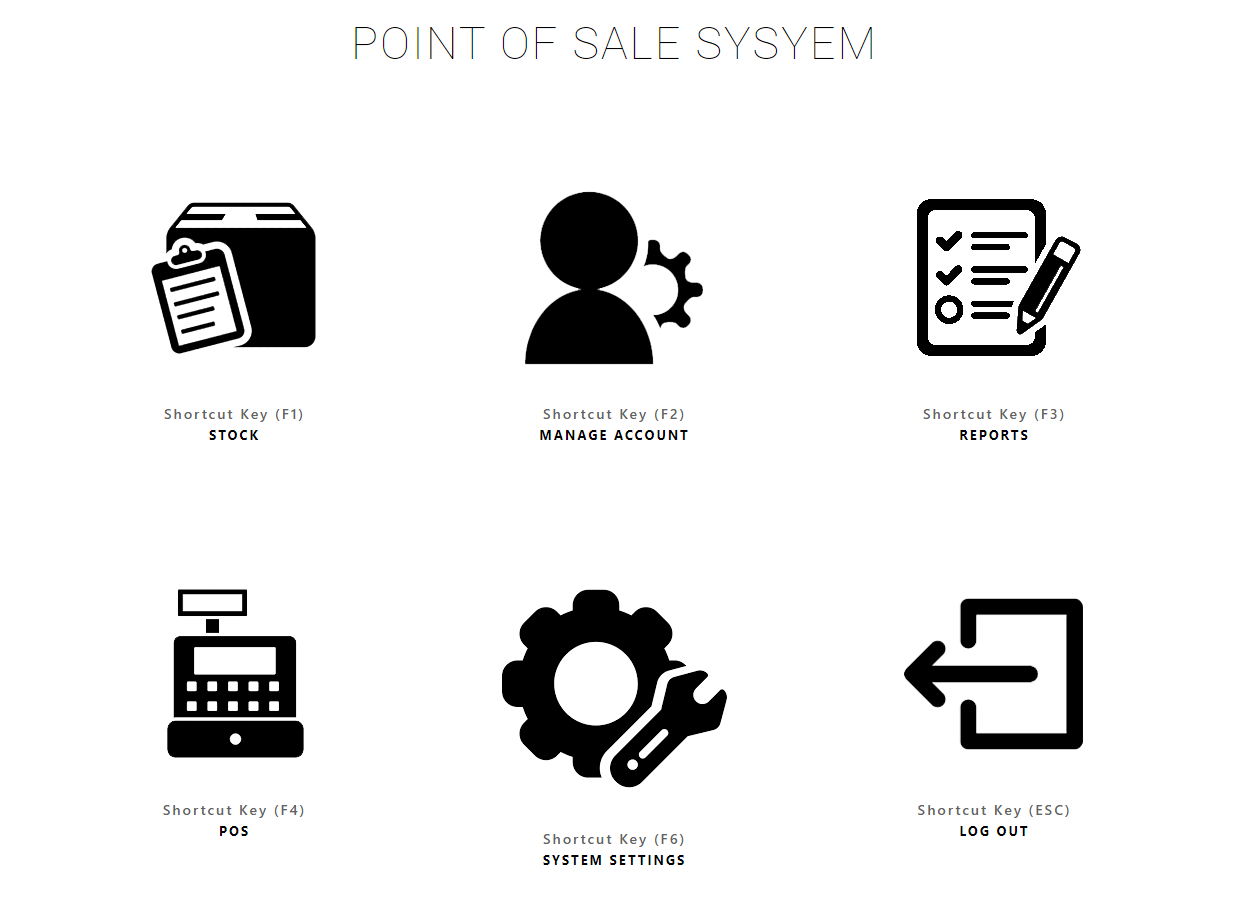 POINT OF SALE SYSYEM
Shortcut Key (F1)
STOCK
Shortcut Key (F2)
MANAGE ACCOUNT
Shortcut Key (F3)
REPORTS
Shortcut Key (F4)
POS
Shortcut Key (F6)
SYSTEM SETTINGS
Shortcut Key (ESC)
LOG OUT